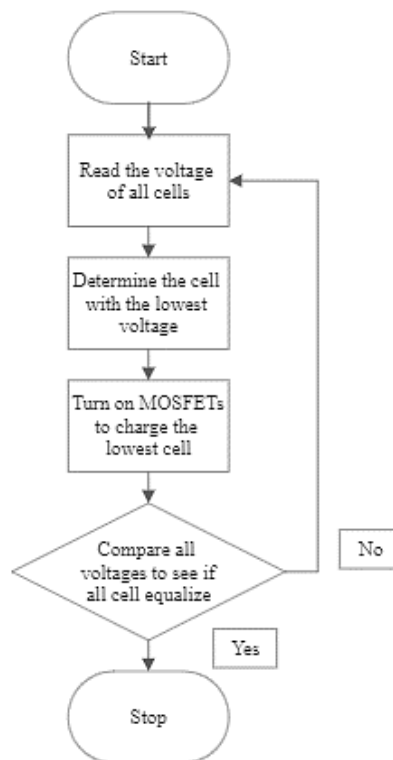 Start
Read the voltage
of all cells
Determine the cell
with the lowest
voltage
Turn on MOSFETs
to charge the
lowest cell
Compare all
voltages to see if
all cell equalize
No
Yes
Stop